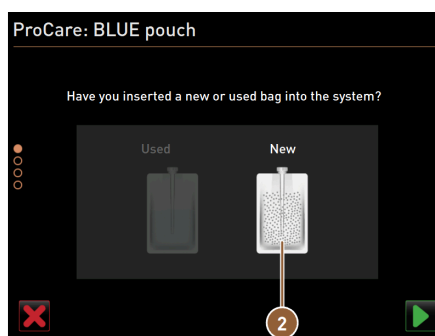 ProCare: BLUE pouch
Have you inserted a new or used bag into the system?
Used New
2